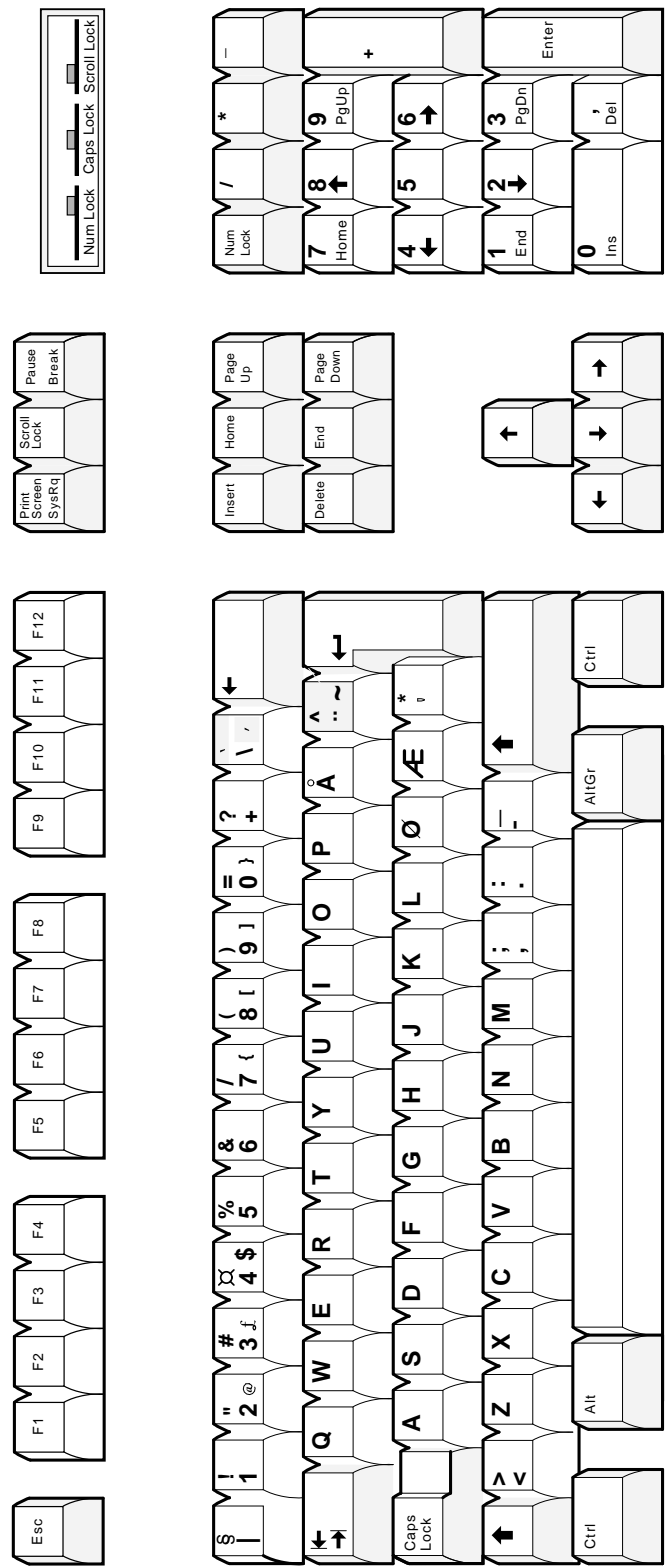 Esc F1 F2 F3 F4 F5 F6 F7 F8 F9 F10 F11 F12
Print
Screen
SysRq
Scroll
Lock
Pause
Break
Num Lock Caps Lock Scroll Lock
§ ! " # ¤ % & / ( ) = ? `
| 1 2 @ 3 £ 4 $ 5 6 7 { 8 [ 9 ] 0 } + \ ´ ←
Insert Home Page
Up
Num
Lock / * −
Q W E R T Y U I O P Å ^
¨ ~
Delete End Page
Down
7 8 ↑ 9 +
Home PgUp
Caps
Lock A S D F G H J K L Ø Æ *
'
4 5 6
← →
> Z X C V B N M ; : _
< , . -
↑
1 2 ↓ 3 Enter
End PgDn
Ctrl Alt AltGr Ctrl
← ↓ →
0 ,
Ins Del